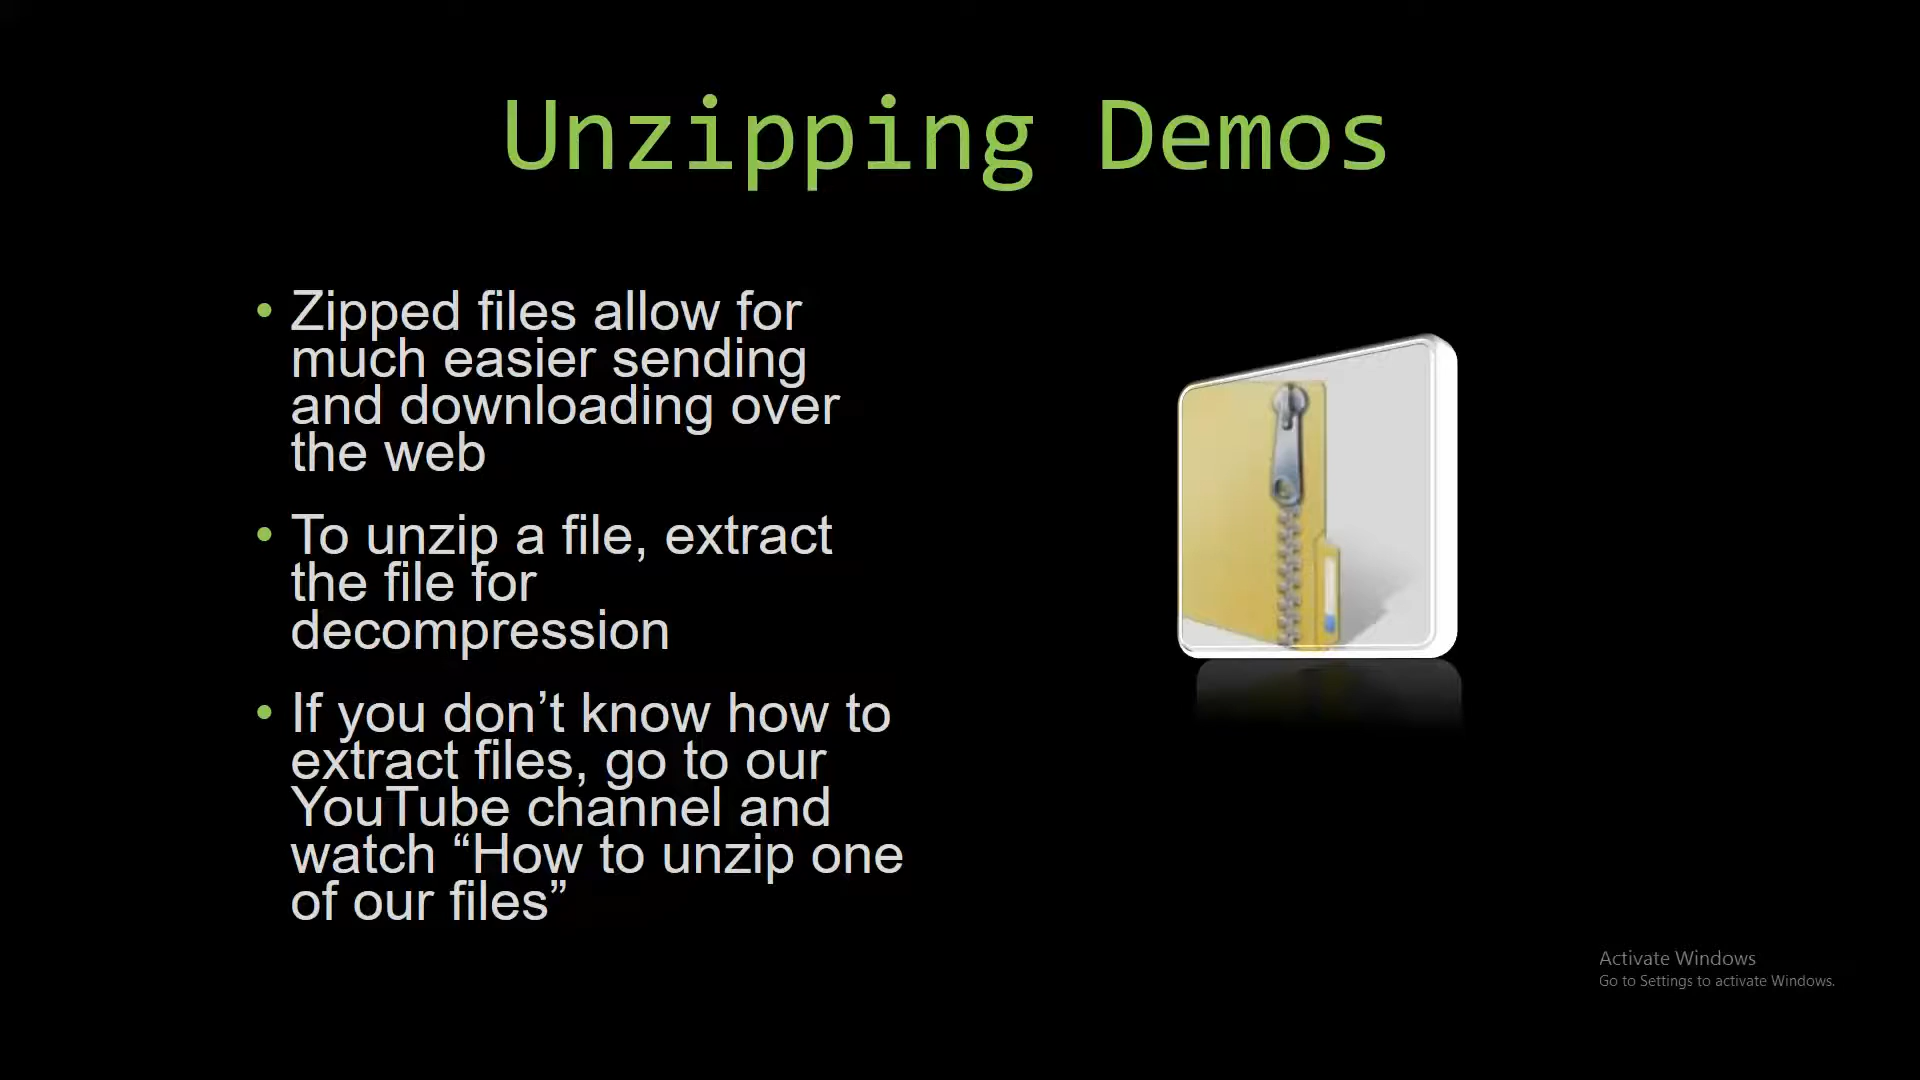 Unzipping Demos
• Zipped files allow for
much easier sending
and downloading over
the web
• To unzip a file, extract
the file for
decompression
• If you don’t know how to
extract files, go to our
YouTube channel and
watch “How to unzip one
of our files”
Activate Windows
Go to Settings to activate Windows.